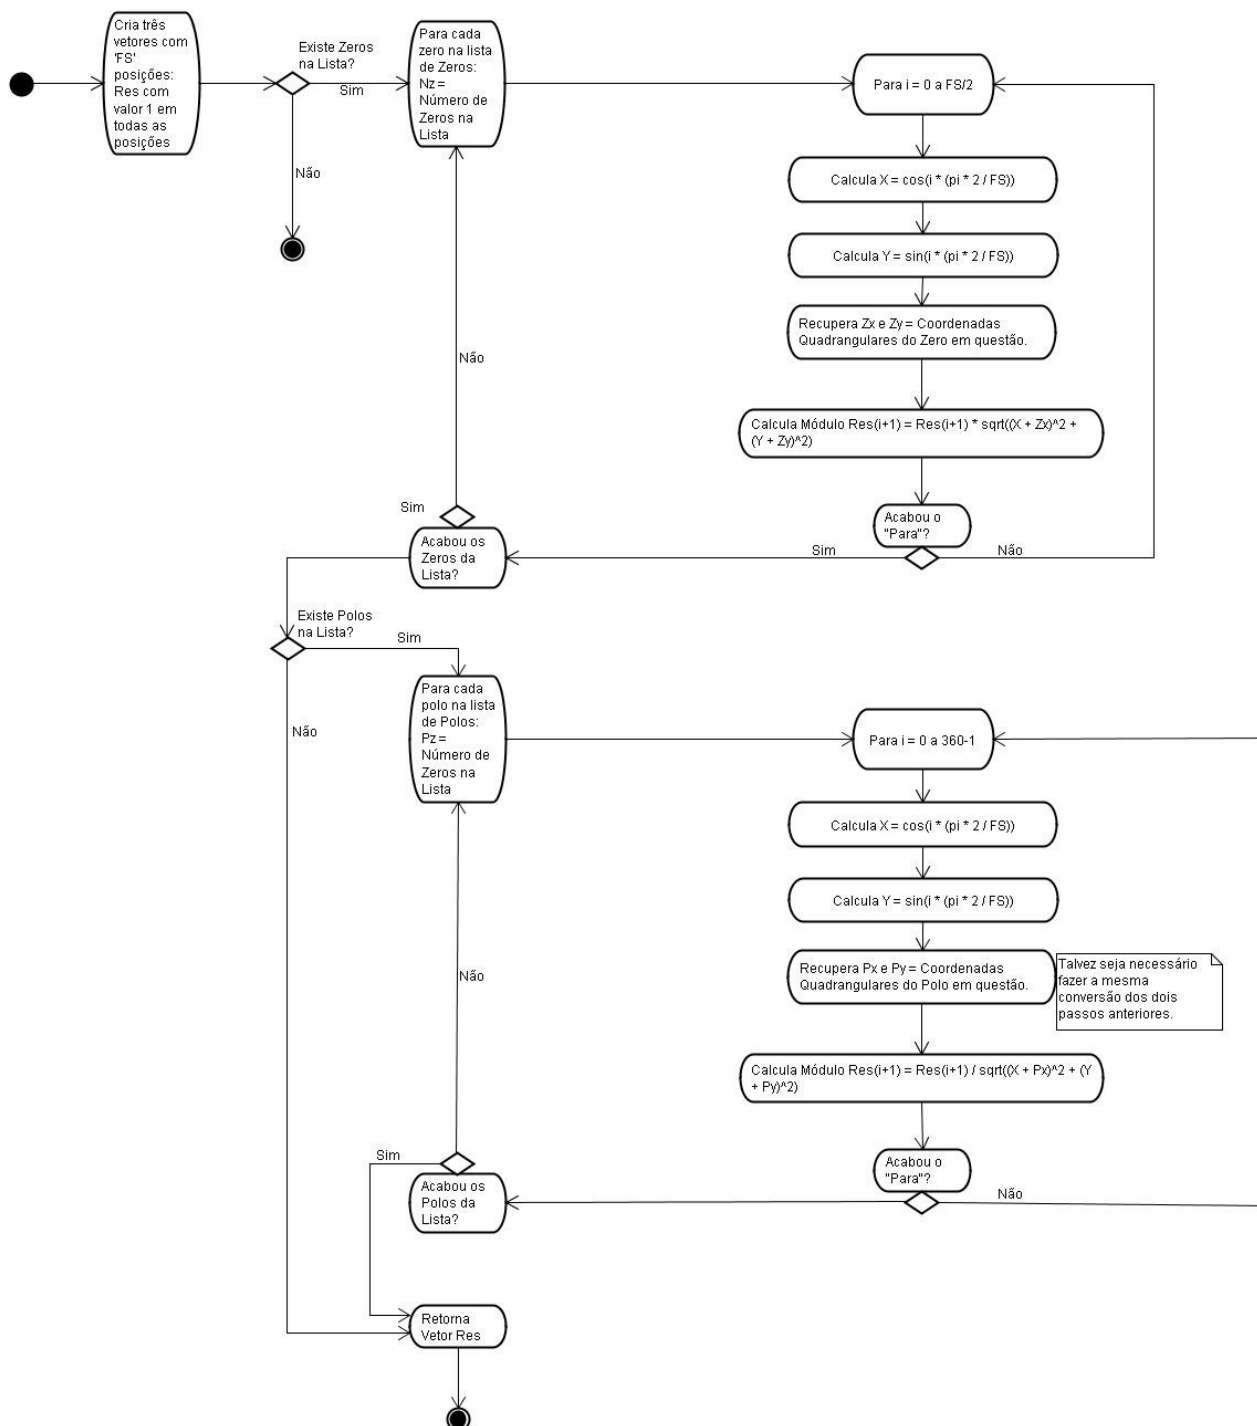 Cria três
vetores com
'FS'
posições:
Res com
valor 1 em
todas as
posições
Existe Zeros
na Lista?
Sim
Não
Para cada
zero na lista
de Zeros:
Nz =
Número de
Zeros na
Lista
Para i = 0 a FS/2
Calcula X = cos(i * (pi * 2 / FS))
Calcula Y = sin(i * (pi * 2 / FS))
Recupera Zx e Zy = Coordenadas
Quadrangulares do Zero em questão.
Calcula Módulo Res(i+1) = Res(i+1) * sqrt((X + Zx)^2 +
(Y + Zy)^2)
Acabou o
"Para"?
Sim
Não
Não
Sim
Acabou os
Zeros da
Lista?
Existe Polos
na Lista?
Sim
Não
Para cada
polo na lista
de Polos:
Pz =
Número de
Zeros na
Lista
Para i = 0 a 360-1
Calcula X = cos(i * (pi * 2 / FS))
Calcula Y = sin(i * (pi * 2 / FS))
Recupera Px e Py = Coordenadas
Quadrangulares do Polo em questão.
Talvez seja necessário
fazer a mesma
conversão dos dois
passos anteriores.
Calcula Módulo Res(i+1) = Res(i+1) / sqrt((X + Px)^2 + (Y
+ Py)^2)
Acabou o
"Para"?
Não
Não
Sim
Acabou os
Polos da
Lista?
Retorna
Vetor Res